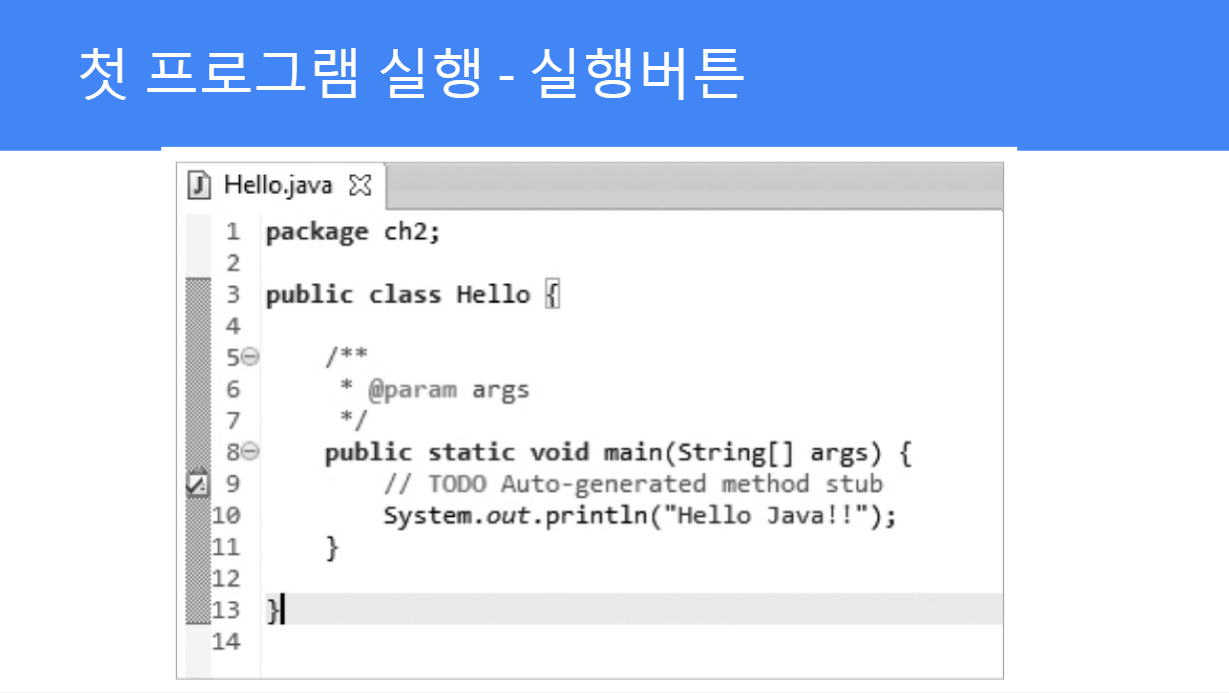 첫 프로그램 실행 - 실행버튼
Hello.java
1 package ch2;
2
3 public class Hello {
4
5 /**
6 * @param args
7 */
8 public static void main(String[] args) {
9 // TODO Auto-generated method stub
10 System.out.println("Hello Java!!");
11 }
12
13 }
14